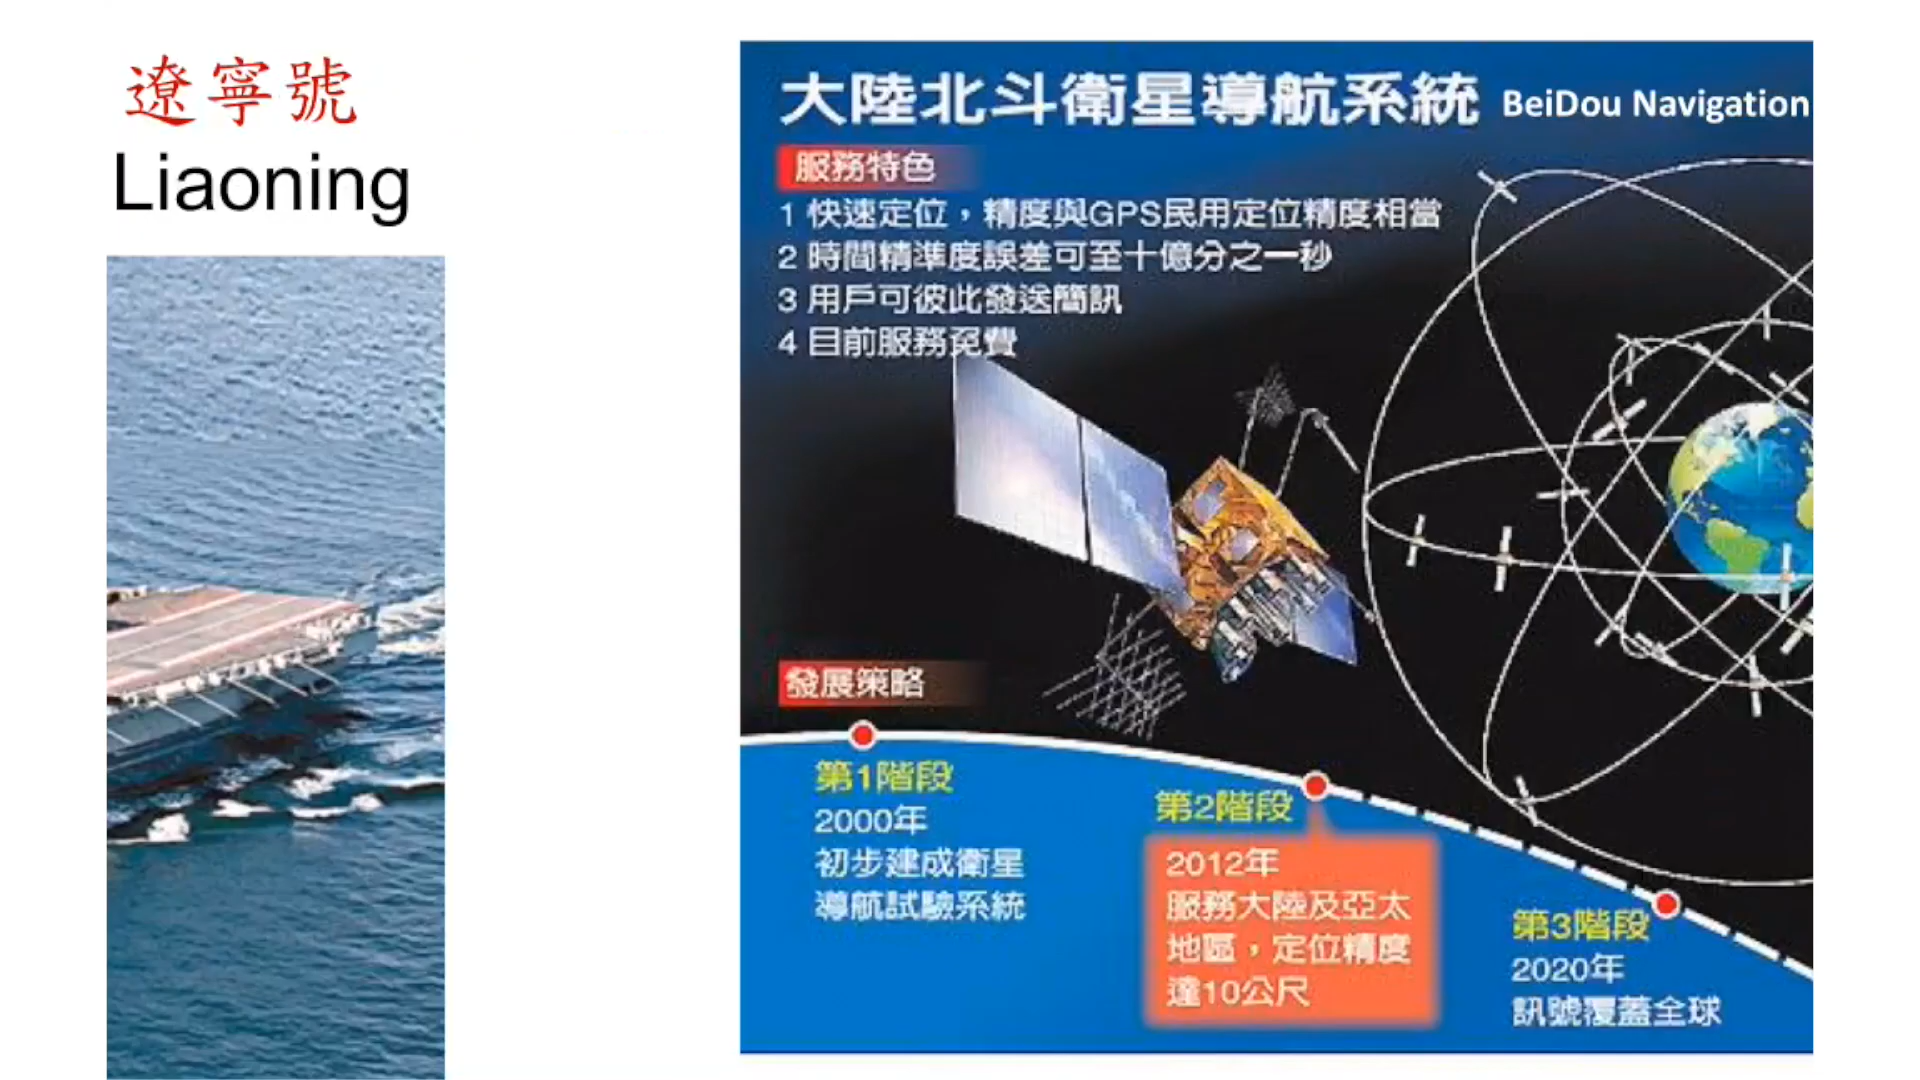 遼寧號
Liaoning
大陸北斗衛星導航系統 BeiDou Navigation
服務特色
1 快速定位，精度與GPS民用定位精度相當
2 時間精準度誤差可至十億分之一秒
3 用戶可彼此發送簡訊
4 目前服務免費
發展策略
第1階段
2000年
初步建成衛星
導航試驗系統
第2階段
2012年
服務大陸及亞太
地區，定位精度
達10公尺
第3階段
2020年
訊號覆蓋全球